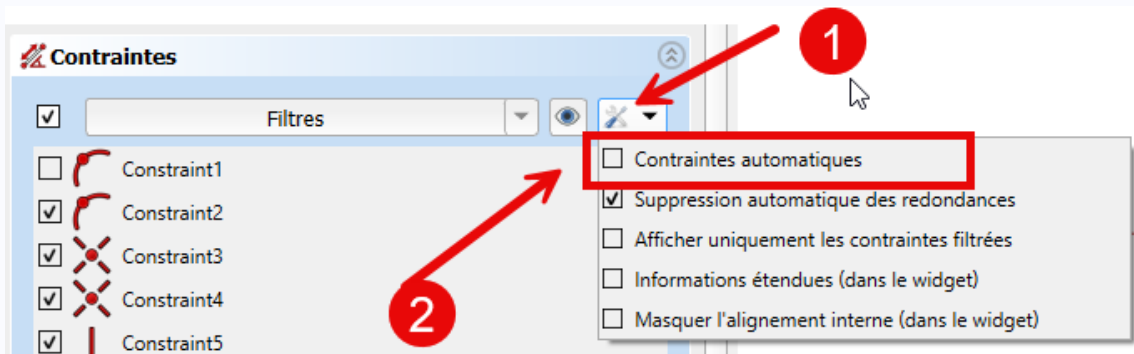 Contraintes
1
Filtres
Contraintes automatiques
Constraint1
Suppression automatique des redondances
Constraint2
Afficher uniquement les contraintes filtrées
Constraint3
Informations étendues (dans le widget)
Constraint4
2
Masquer l'alignement interne (dans le widget)
Constraint5